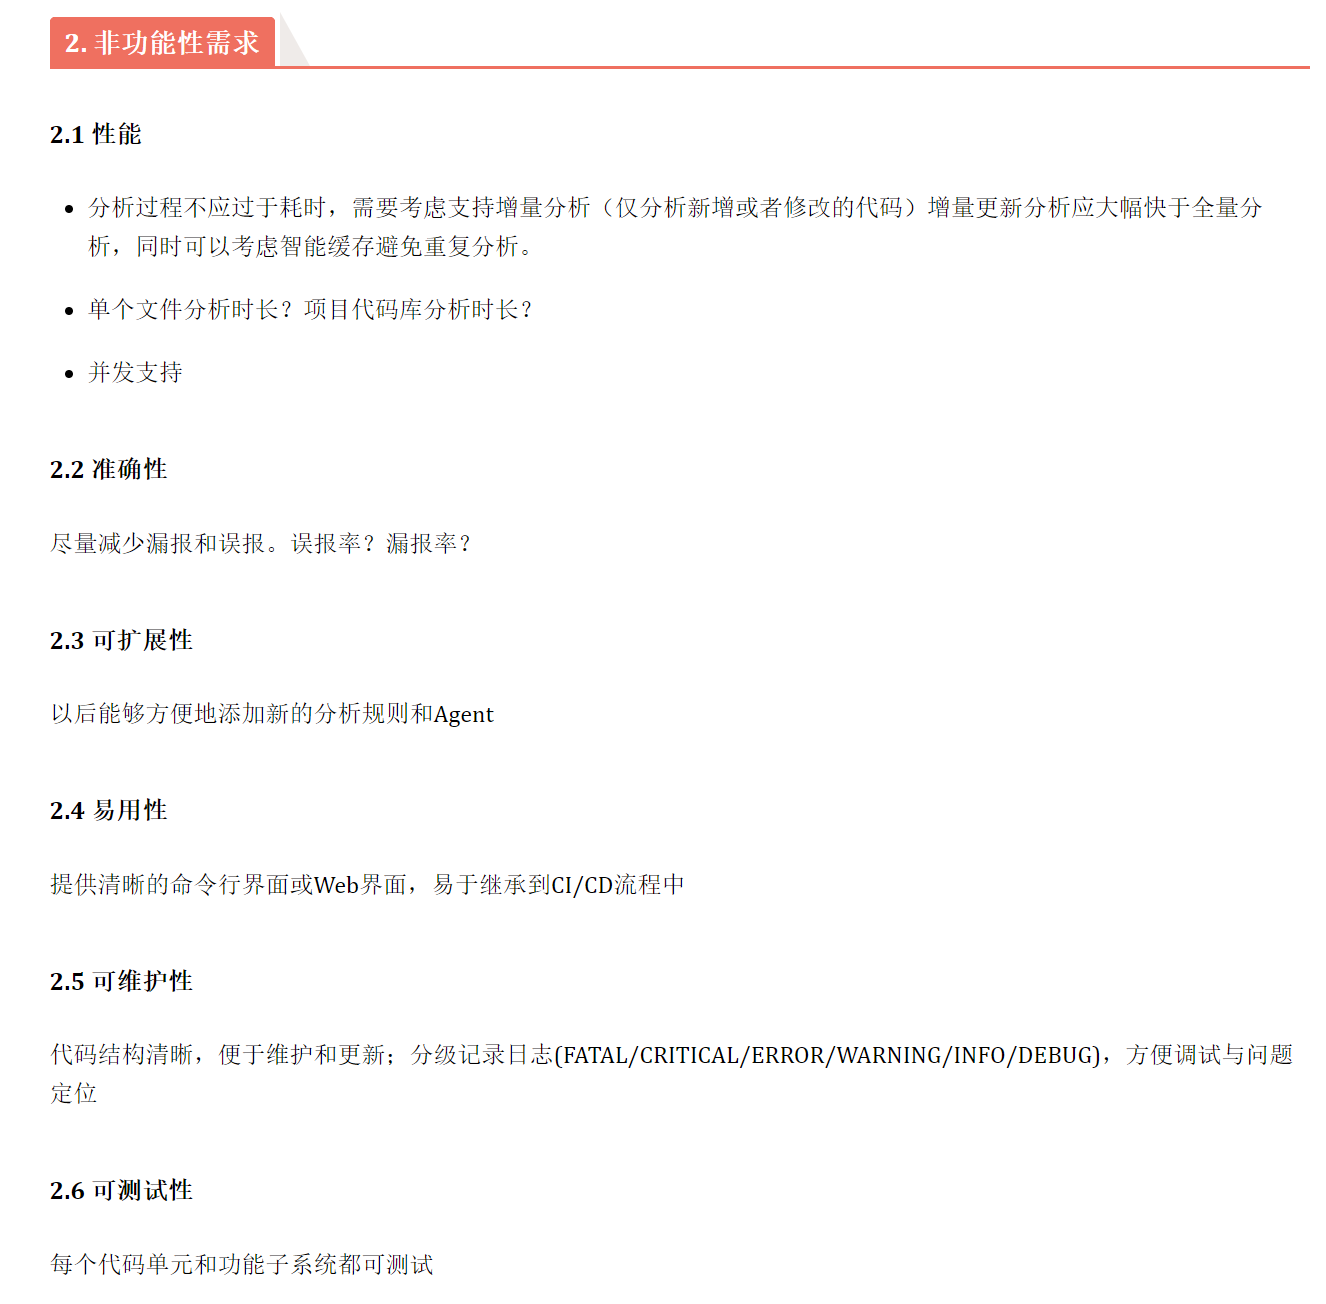 2. 非功能性需求
2.1 性能
分析过程不应过于耗时，需要考虑支持增量分析（仅分析新增或者修改的代码）增量更新分析应大幅快于全量分
析，同时可以考虑智能缓存避免重复分析。
单个文件分析时长？项目代码库分析时长？
并发支持
2.2 准确性
尽量减少漏报和误报。误报率？漏报率？
2.3 可扩展性
以后能够方便地添加新的分析规则和Agent
2.4 易用性
提供清晰的命令行界面或Web界面，易于继承到CI/CD流程中
2.5 可维护性
代码结构清晰，便于维护和更新；分级记录日志(FATAL/CRITICAL/ERROR/WARNING/INFO/DEBUG)，方便调试与问题
定位
2.6 可测试性
每个代码单元和功能子系统都可测试